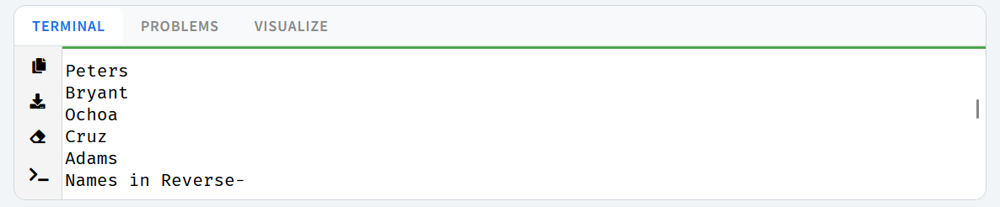 TERMINAL PROBLEMS VISUALIZE
Peters
Bryant
Ochoa
Cruz
Adams
Names in Reverse-